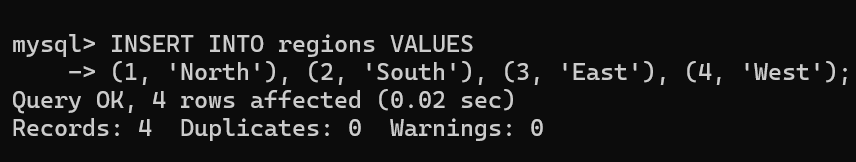 mysql> INSERT INTO regions VALUES
    -> (1, 'North'), (2, 'South'), (3, 'East'), (4, 'West');
Query OK, 4 rows affected (0.02 sec)
Records: 4  Duplicates: 0  Warnings: 0